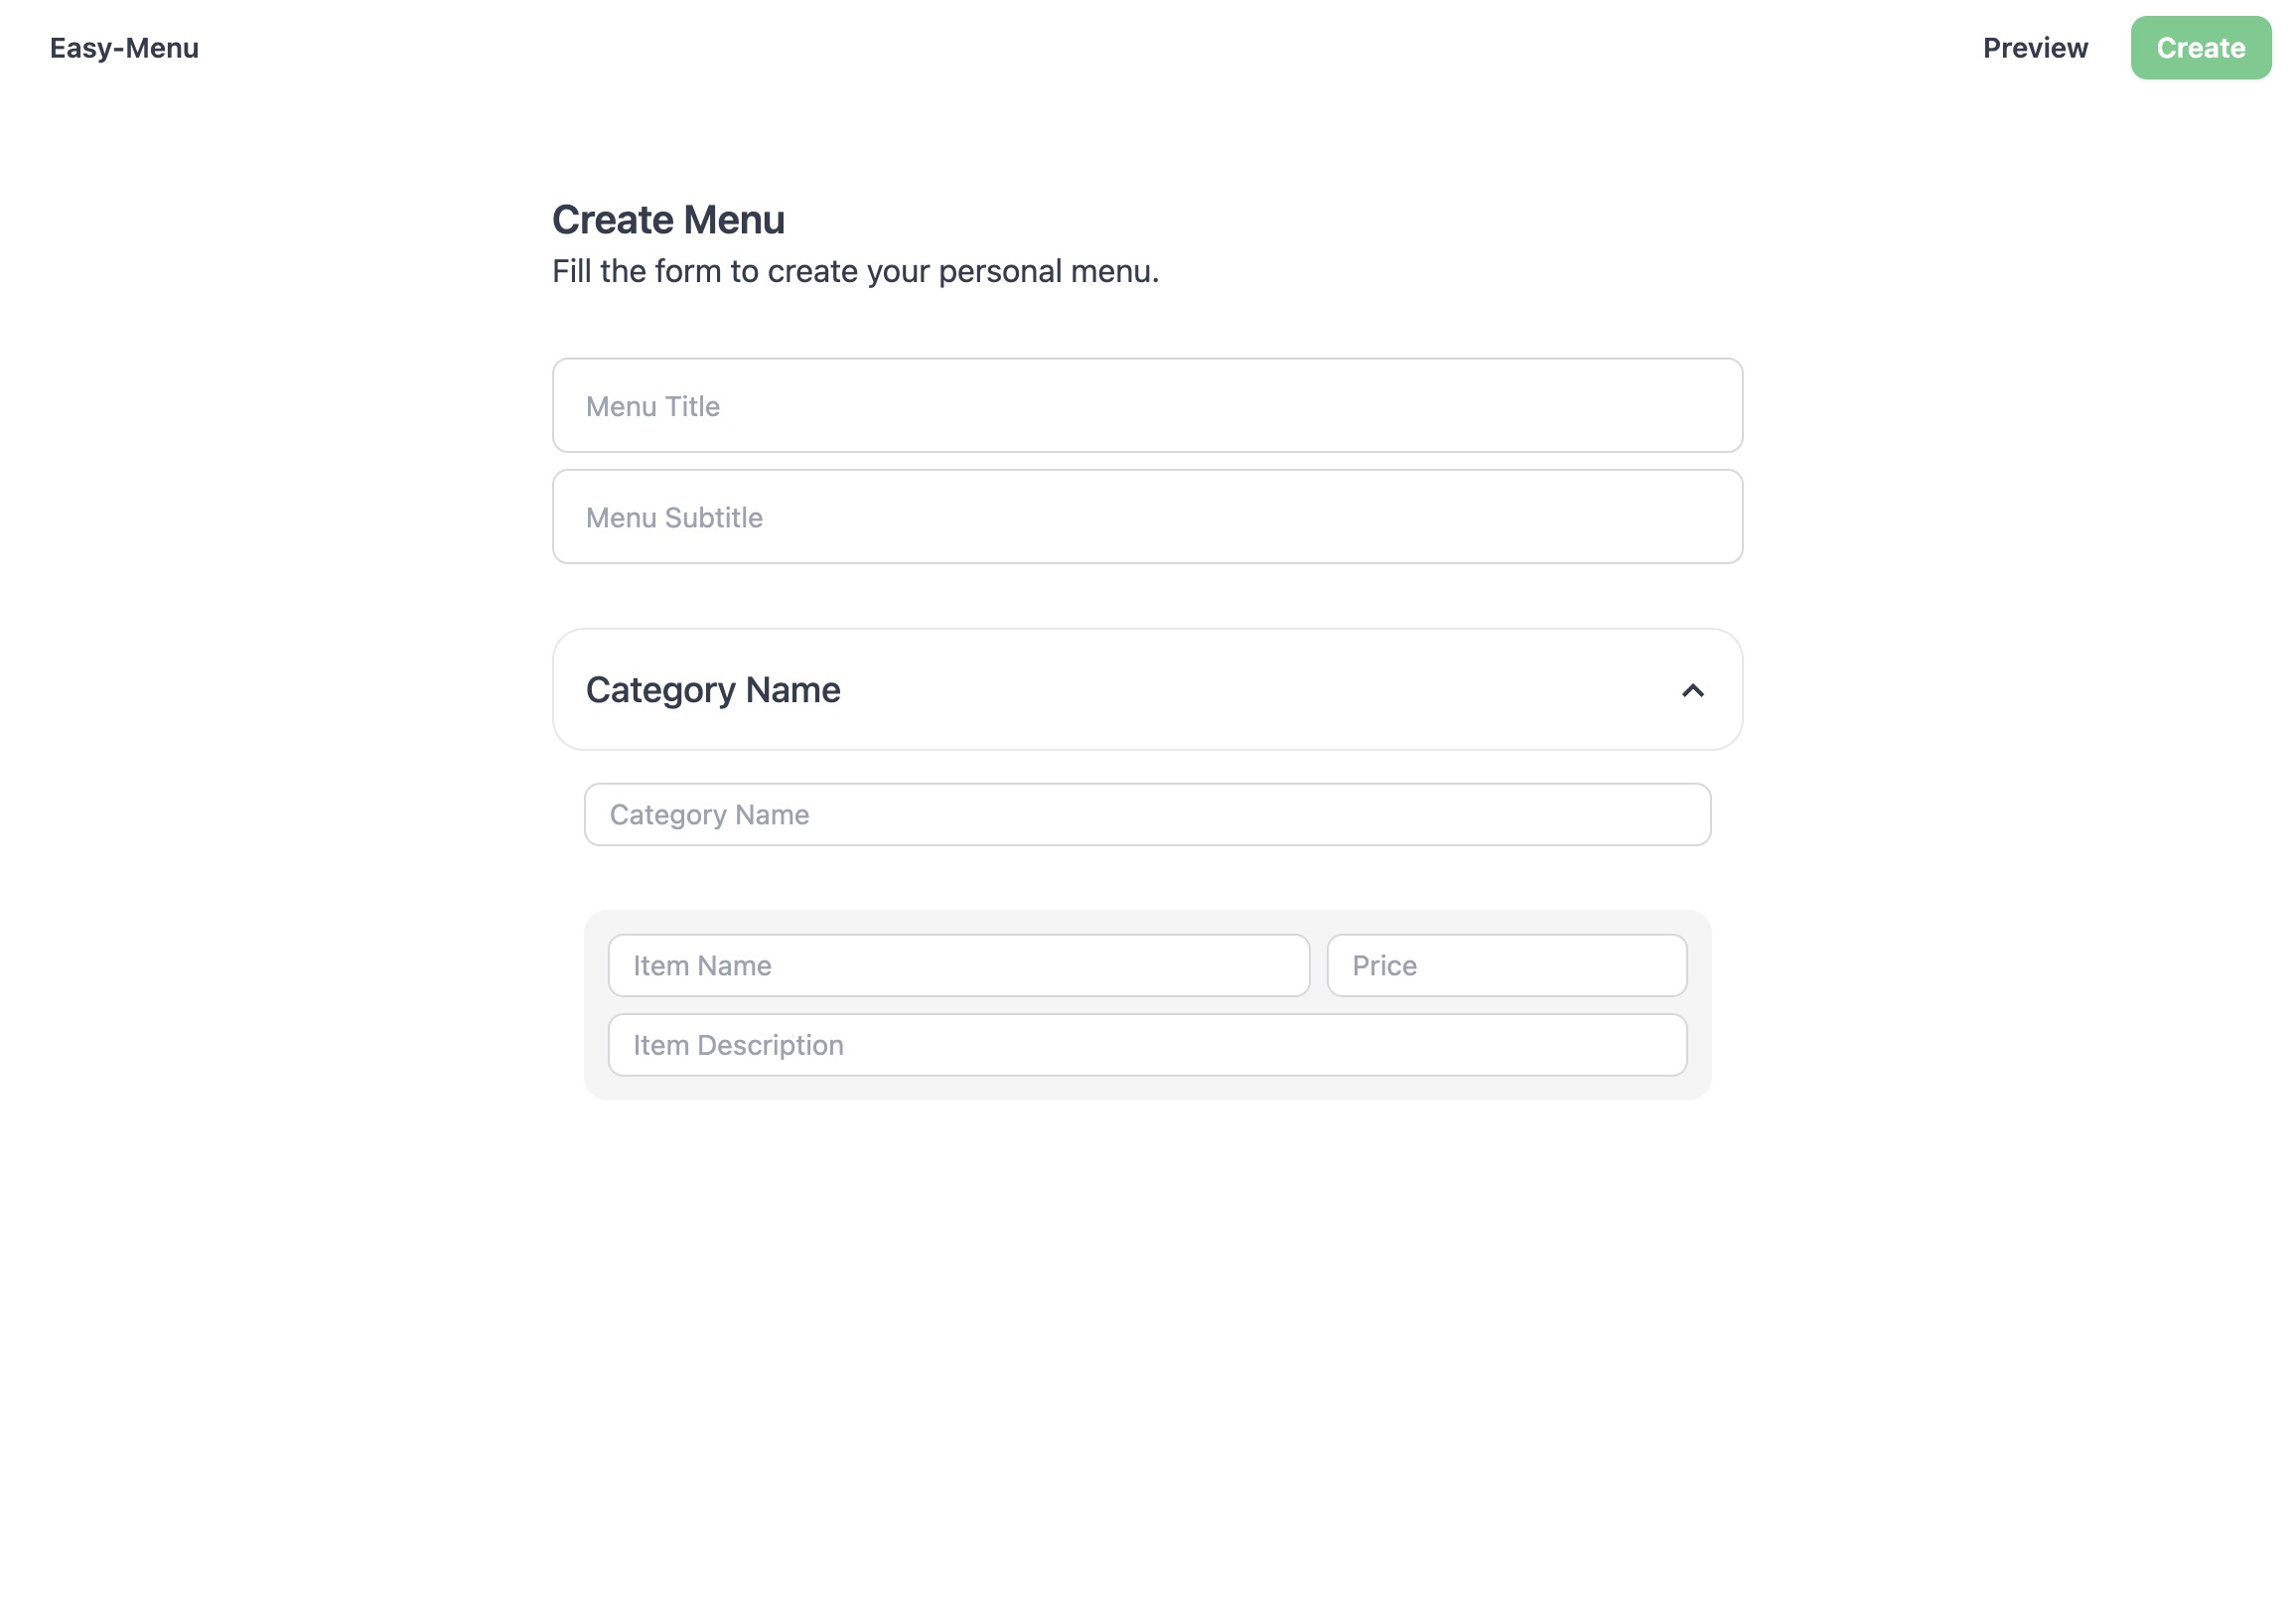 Easy-Menu
Preview
Create
Create Menu
Fill the form to create your personal menu.
Menu Title
Menu Subtitle
Category Name
Category Name
Item Name
Price
Item Description